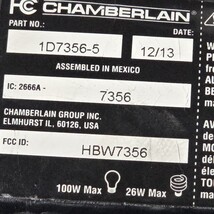 HC CHAMBERLAIN
PART NO.: DATE:
1D7356-5 12/13
ASSEMBLED IN MEXICO
IC: 2666A-
7356
CHAMBERLAIN GROUP INC.
ELMHURST IL, 60126, USA
FCC ID:
HBW7356
100W Max 26W Max